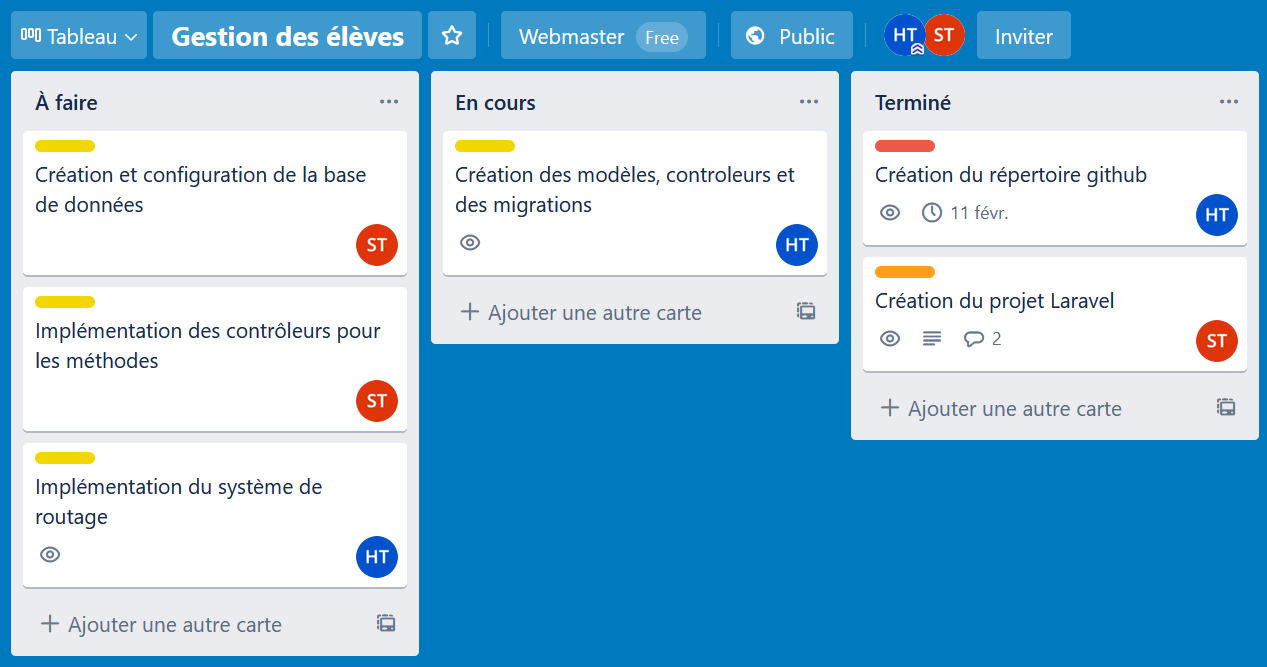 Tableau
Gestion des élèves
Webmaster Free
Public
HT ST
Inviter
À faire
Création et configuration de la base
de données
ST
Implémentation des contrôleurs pour
les méthodes
ST
Implémentation du système de
routage
HT
Ajouter une autre carte
En cours
Création des modèles, controleurs et
des migrations
HT
Ajouter une autre carte
Terminé
Création du répertoire github
11 févr.
HT
Création du projet Laravel
2
ST
Ajouter une autre carte